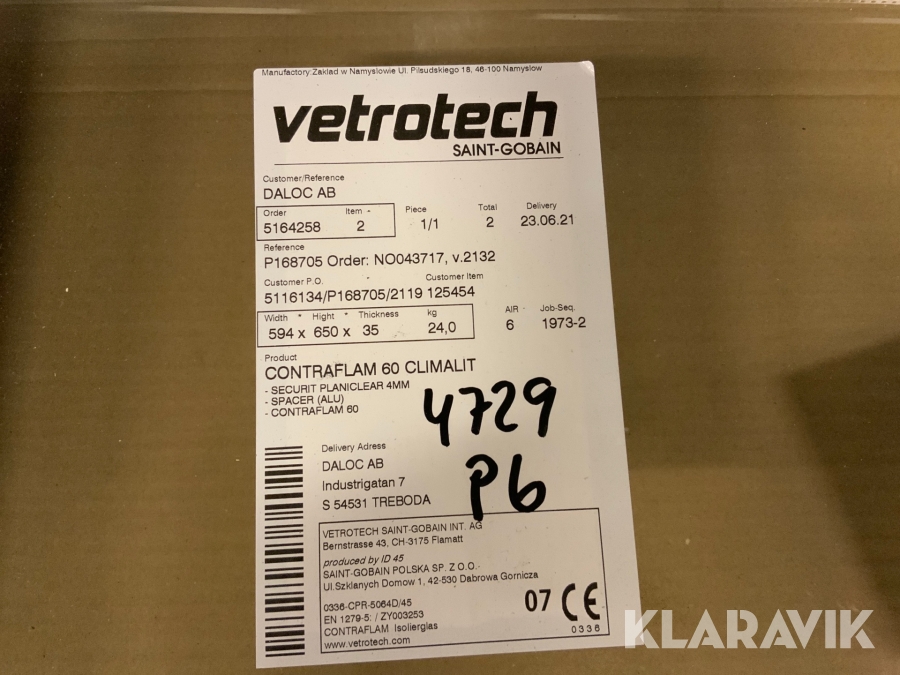 Manufactory:Zakład w Namyslowie Ul. Pilsudskiego 18, 46-100 Namyslow
vetrotech
SAINT-GOBAIN
Customer/Reference
DALOC AB
Order Item - Piece Total Delivery
5164258 2 1/1 2 23.06.21
Reference
P168705 Order: NO043717, v.2132
Customer P.O. - Customer Item
5116134/P168705/2119 125454
Width * Hight * Thickness kg AIR - Job-Seq.
594 x 650 x 35 24,0 6 1973-2
Product
CONTRAFLAM 60 CLIMALIT
- SECURIT PLANICLEAR 4MM
- SPACER (ALU)
- CONTRAFLAM 60
4729
P6
Delivery Adress
DALOC AB
Industrigatan 7
S 54531 TREBODA
VETROTECH SAINT-GOBAIN INT. AG
Bernstrasse 43, CH-3175 Flamatt
produced by ID 45
SAINT-GOBAIN POLSKA SP. Z O.O.
Ul.Szklanych Domow 1, 42-530 Dabrowa Gornicza
0336-CPR-5064D/45
EN 1279-5: / ZY003253
CONTRAFLAM Isolierglas
www.vetrotech.com
07 CE
0336
KLARAVIK